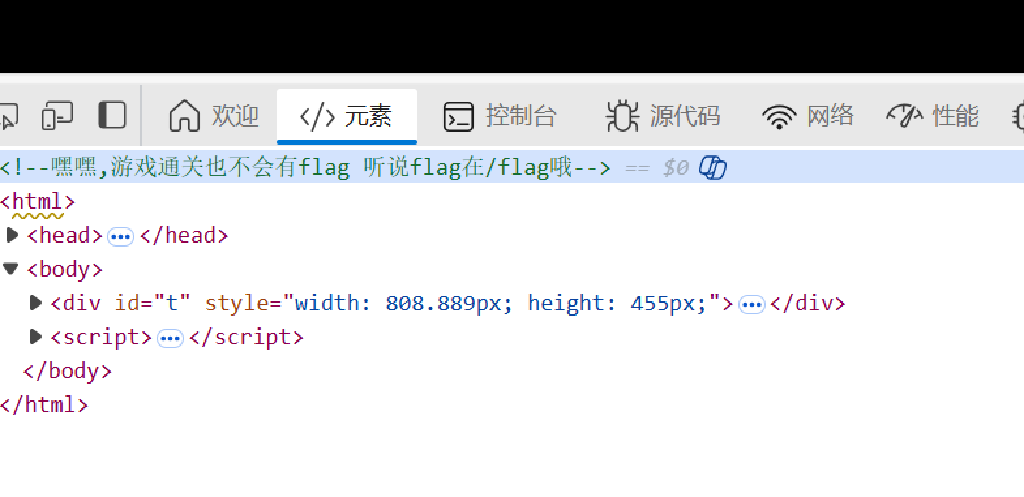 欢迎 元素 控制台 源代码 网络 性能
<!--嘿嘿,游戏通关也不会有flag 听说flag在/flag哦--> == $0
<html>
<head>…</head>
<body>
<div id="t" style="width: 808.889px; height: 455px;">…</div>
<script>…</script>
</body>
</html>